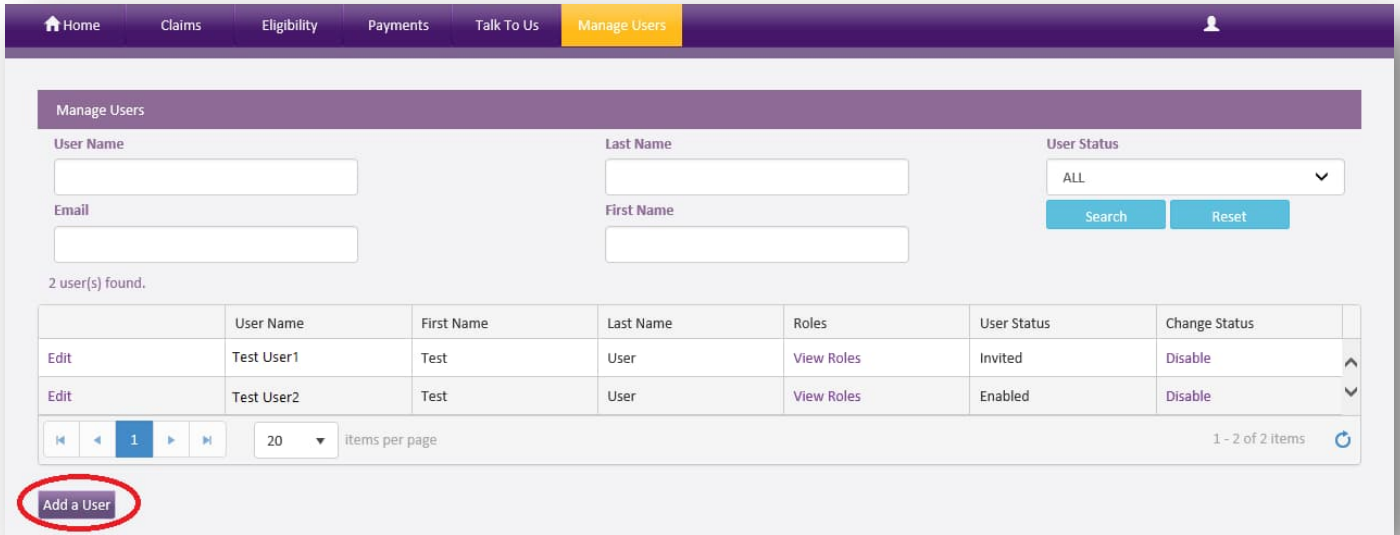 Home Claims Eligibility Payments Talk To Us Manage Users
Manage Users
User Name Last Name User Status
ALL
Email First Name Search Reset
2 user(s) found.
User Name First Name Last Name Roles User Status Change Status
Edit Test User1 Test User View Roles Invited Disable
Edit Test User2 Test User View Roles Enabled Disable
1 20 items per page 1 - 2 of 2 items
Add a User